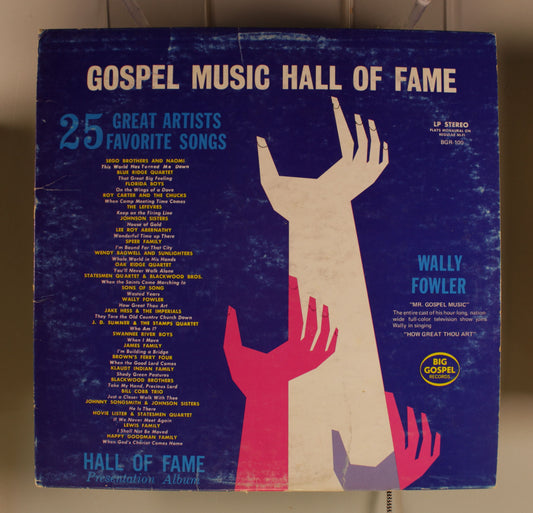 GOSPEL MUSIC HALL OF FAME
25 GREAT ARTISTS
FAVORITE SONGS
SEGO BROTHERS AND NAOMI
This World Has Turned Me Down
BLUE RIDGE QUARTET
That Great Big Feeling
FLORIDA BOYS
On the Wings of a Dove
ROY CARTER AND THE CHUCKS
When Camp Meeting Time Comes
THE LEFEVRES
Keep on the Firing Line
JOHNSON SISTERS
House of Gold
LEE ROY ABERNATHY
Wonderful Time up There
SPEER FAMILY
I'm Bound For That City
WENDY BAGWELL AND SUNLIGHTERS
Whole World in His Hands
OAK RIDGE QUARTET
You'll Never Walk Alone
STATESMEN QUARTET & BLACKWOOD BROS.
When the Saints Come Marching In
SONS OF SONG
Wasted Years
WALLY FOWLER
How Great Thou Art
JAKE HESS & THE IMPERIALS
They Tore the Old Country Church Down
J. D. SUMNER & THE STAMPS QUARTET
Who Am I?
SWANNEE RIVER BOYS
When I Move
JAMES FAMILY
I'm Building a Bridge
BROWN'S FERRY FOUR
When the Good Lord Comes
KLAUDT INDIAN FAMILY
Shady Green Pastures
BLACKWOOD BROTHERS
Take My Hand, Precious Lord
BILL COBB TRIO
Just a Closer Walk With Thee
JOHNNY SONGSMITH & JOHNSON SISTERS
He Is There
HOVIE LISTER & STATESMEN QUARTET
If We Never Meet Again
LEWIS FAMILY
I Shall Not Be Moved
HAPPY GOODMAN FAMILY
When God's Chariot Comes Home
HALL OF FAME
Presentation Album
LP STEREO
PLAYS MONAURAL ON
REGULAR HI-FI
BGR-100
WALLY
FOWLER
"MR. GOSPEL MUSIC"
The entire cast of his hour long, nation-
wide full-color television show joins
Wally in singing
"HOW GREAT THOU ART"
BIG
GOSPEL
RECORDS